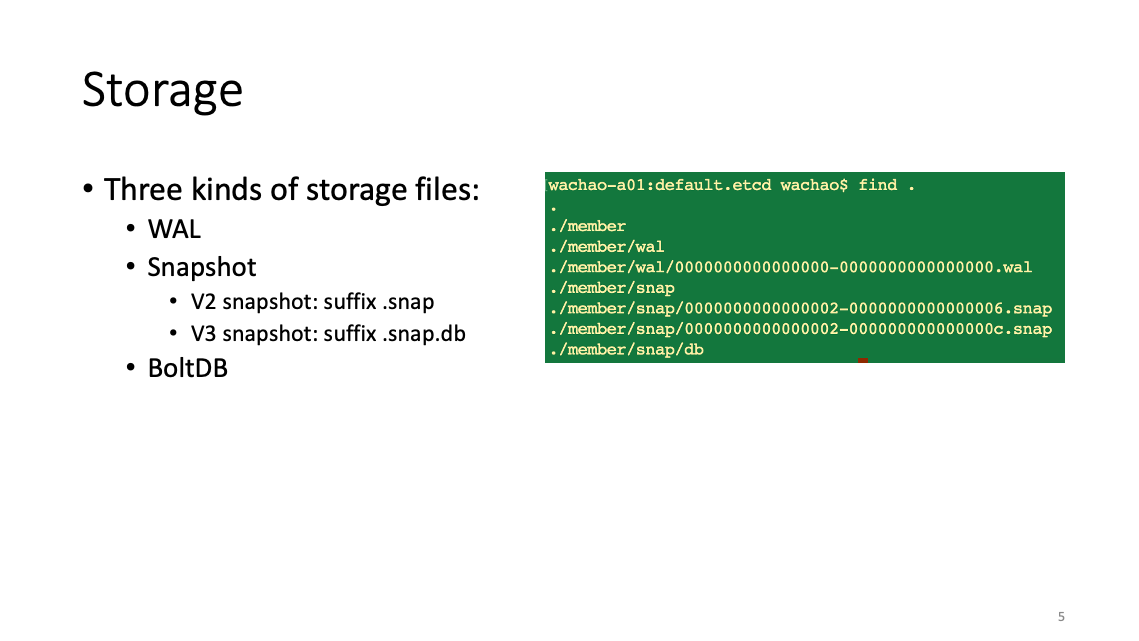 Storage
• Three kinds of storage files:
• WAL
• Snapshot
• V2 snapshot: suffix .snap
• V3 snapshot: suffix .snap.db
• BoltDB
wachao-a01:default.etcd wachao$ find .
.
./member
./member/wal
./member/wal/0000000000000000-0000000000000000.wal
./member/snap
./member/snap/0000000000000002-0000000000000006.snap
./member/snap/0000000000000002-000000000000000c.snap
./member/snap/db
5